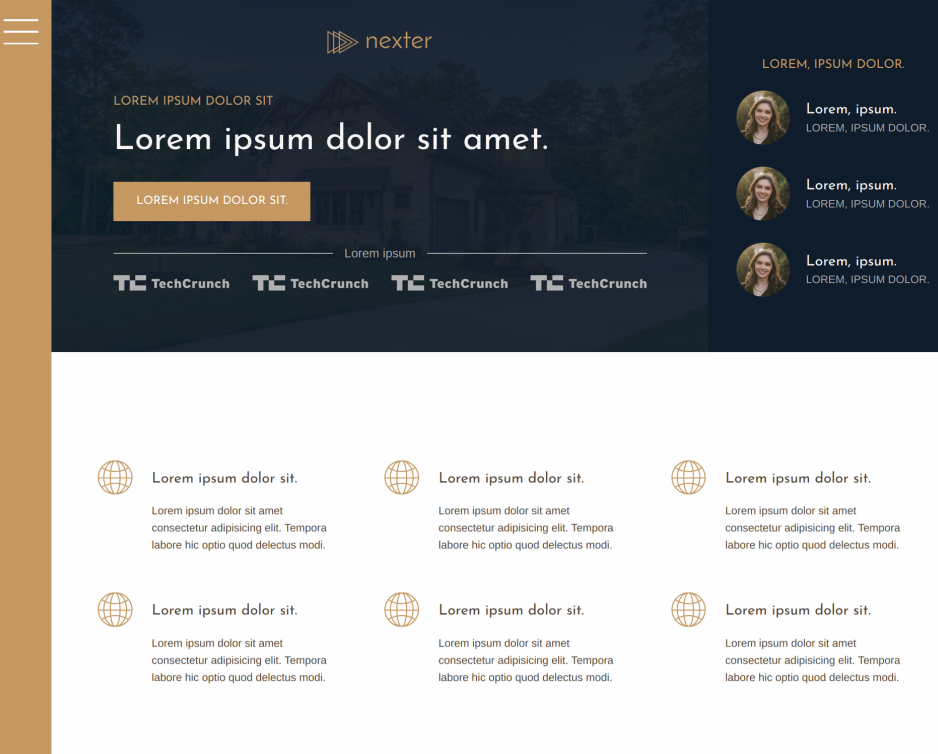 nexter
LOREM IPSUM DOLOR SIT
Lorem ipsum dolor sit amet.
LOREM IPSUM DOLOR SIT.
Lorem ipsum
TC TechCrunch TC TechCrunch TC TechCrunch TC TechCrunch
LOREM, IPSUM DOLOR.
Lorem, ipsum.
LOREM, IPSUM DOLOR.
Lorem, ipsum.
LOREM, IPSUM DOLOR.
Lorem, ipsum.
LOREM, IPSUM DOLOR.
Lorem ipsum dolor sit.
Lorem ipsum dolor sit amet
consectetur adipisicing elit. Tempora
labore hic optio quod delectus modi.
Lorem ipsum dolor sit.
Lorem ipsum dolor sit amet
consectetur adipisicing elit. Tempora
labore hic optio quod delectus modi.
Lorem ipsum dolor sit.
Lorem ipsum dolor sit amet
consectetur adipisicing elit. Tempora
labore hic optio quod delectus modi.
Lorem ipsum dolor sit.
Lorem ipsum dolor sit amet
consectetur adipisicing elit. Tempora
labore hic optio quod delectus modi.
Lorem ipsum dolor sit.
Lorem ipsum dolor sit amet
consectetur adipisicing elit. Tempora
labore hic optio quod delectus modi.
Lorem ipsum dolor sit.
Lorem ipsum dolor sit amet
consectetur adipisicing elit. Tempora
labore hic optio quod delectus modi.